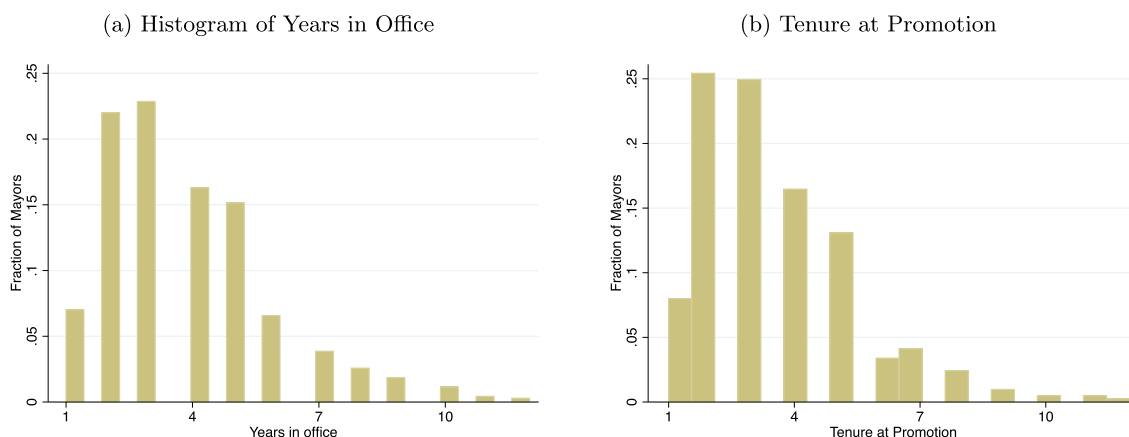 (a) Histogram of Years in Office
(b) Tenure at Promotion
Fraction of Mayors
.25
.2
.15
.1
.05
0
1 4 7 10
Years in office
Fraction of Mayors
.25
.2
.15
.1
.05
0
1 4 7 10
Tenure at Promotion